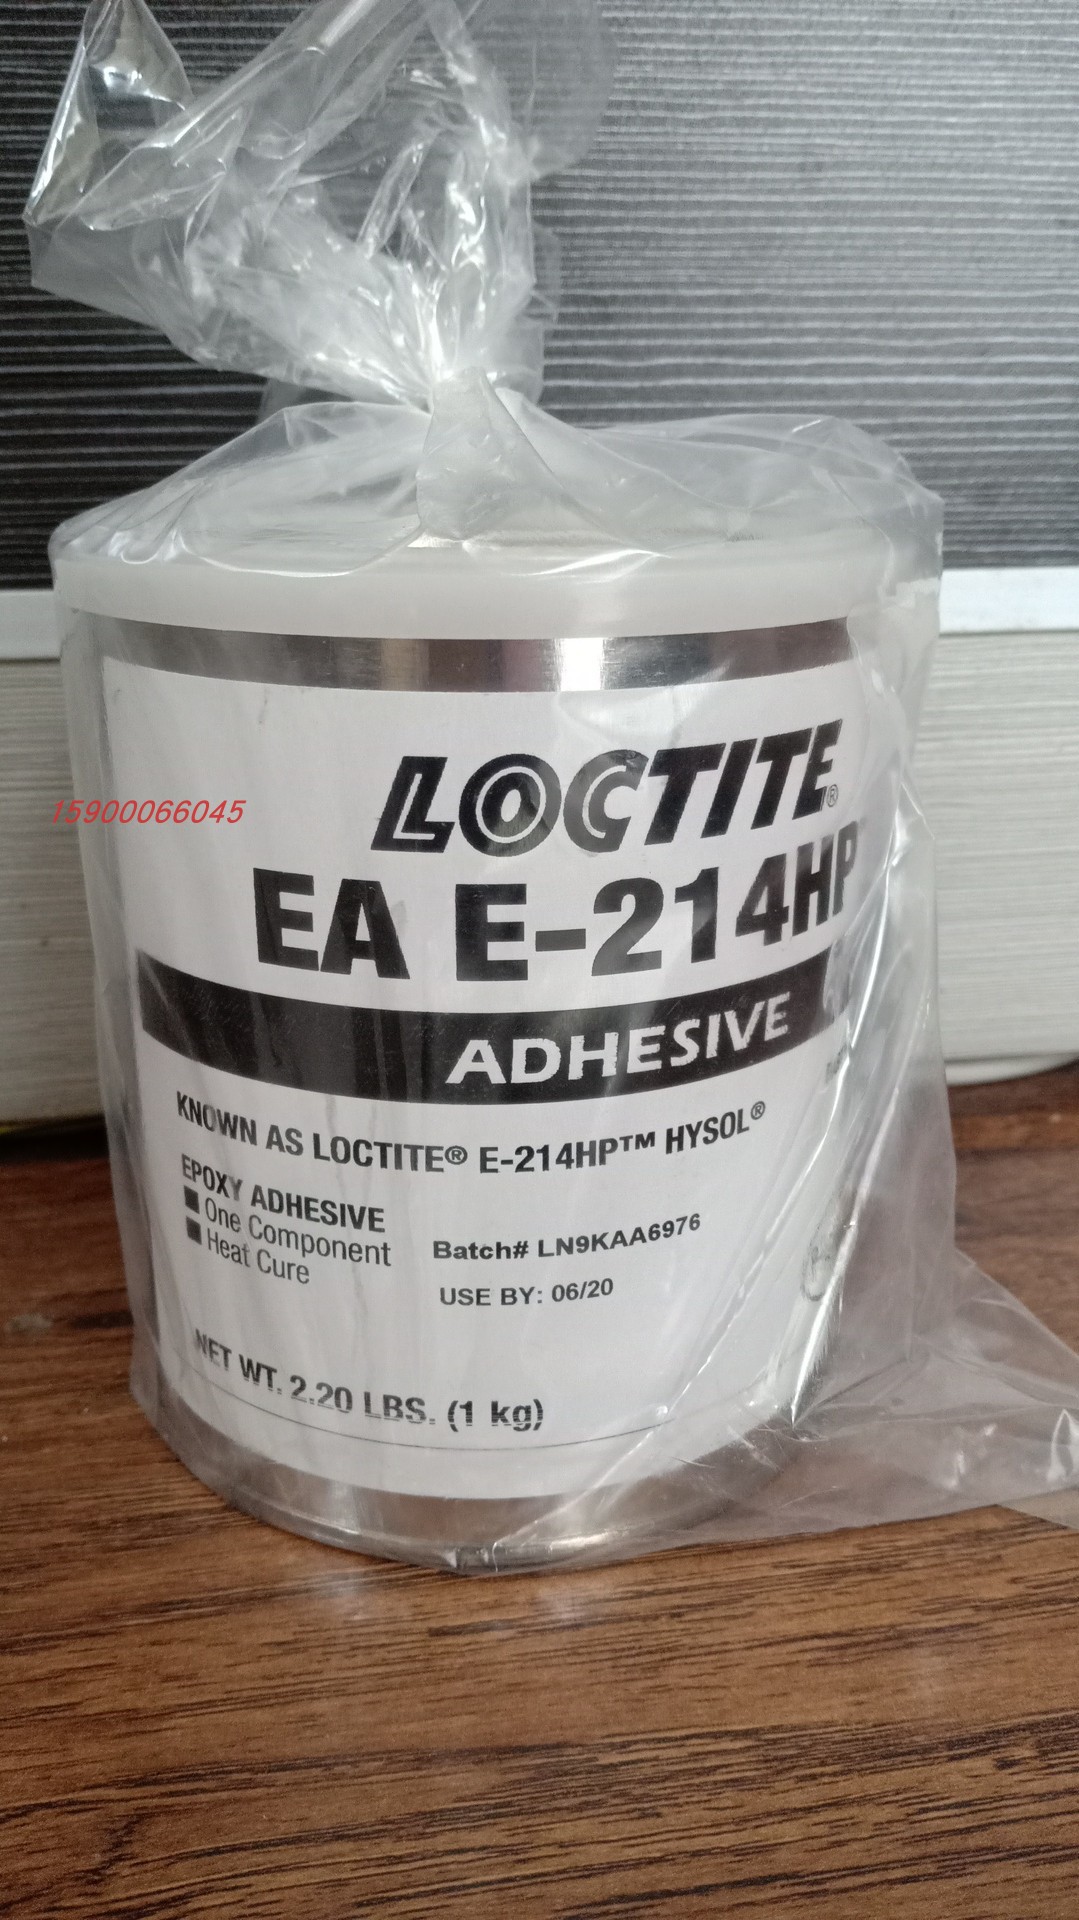 LOCTITE®
15900066045
EA E-214HP
ADHESIVE
KNOWN AS LOCTITE® E-214HP™ HYSOL®
EPOXY ADHESIVE
■ One Component
■ Heat Cure
Batch# LN9KAA6976
USE BY: 06/20
NET WT. 2.20 LBS. (1 kg)